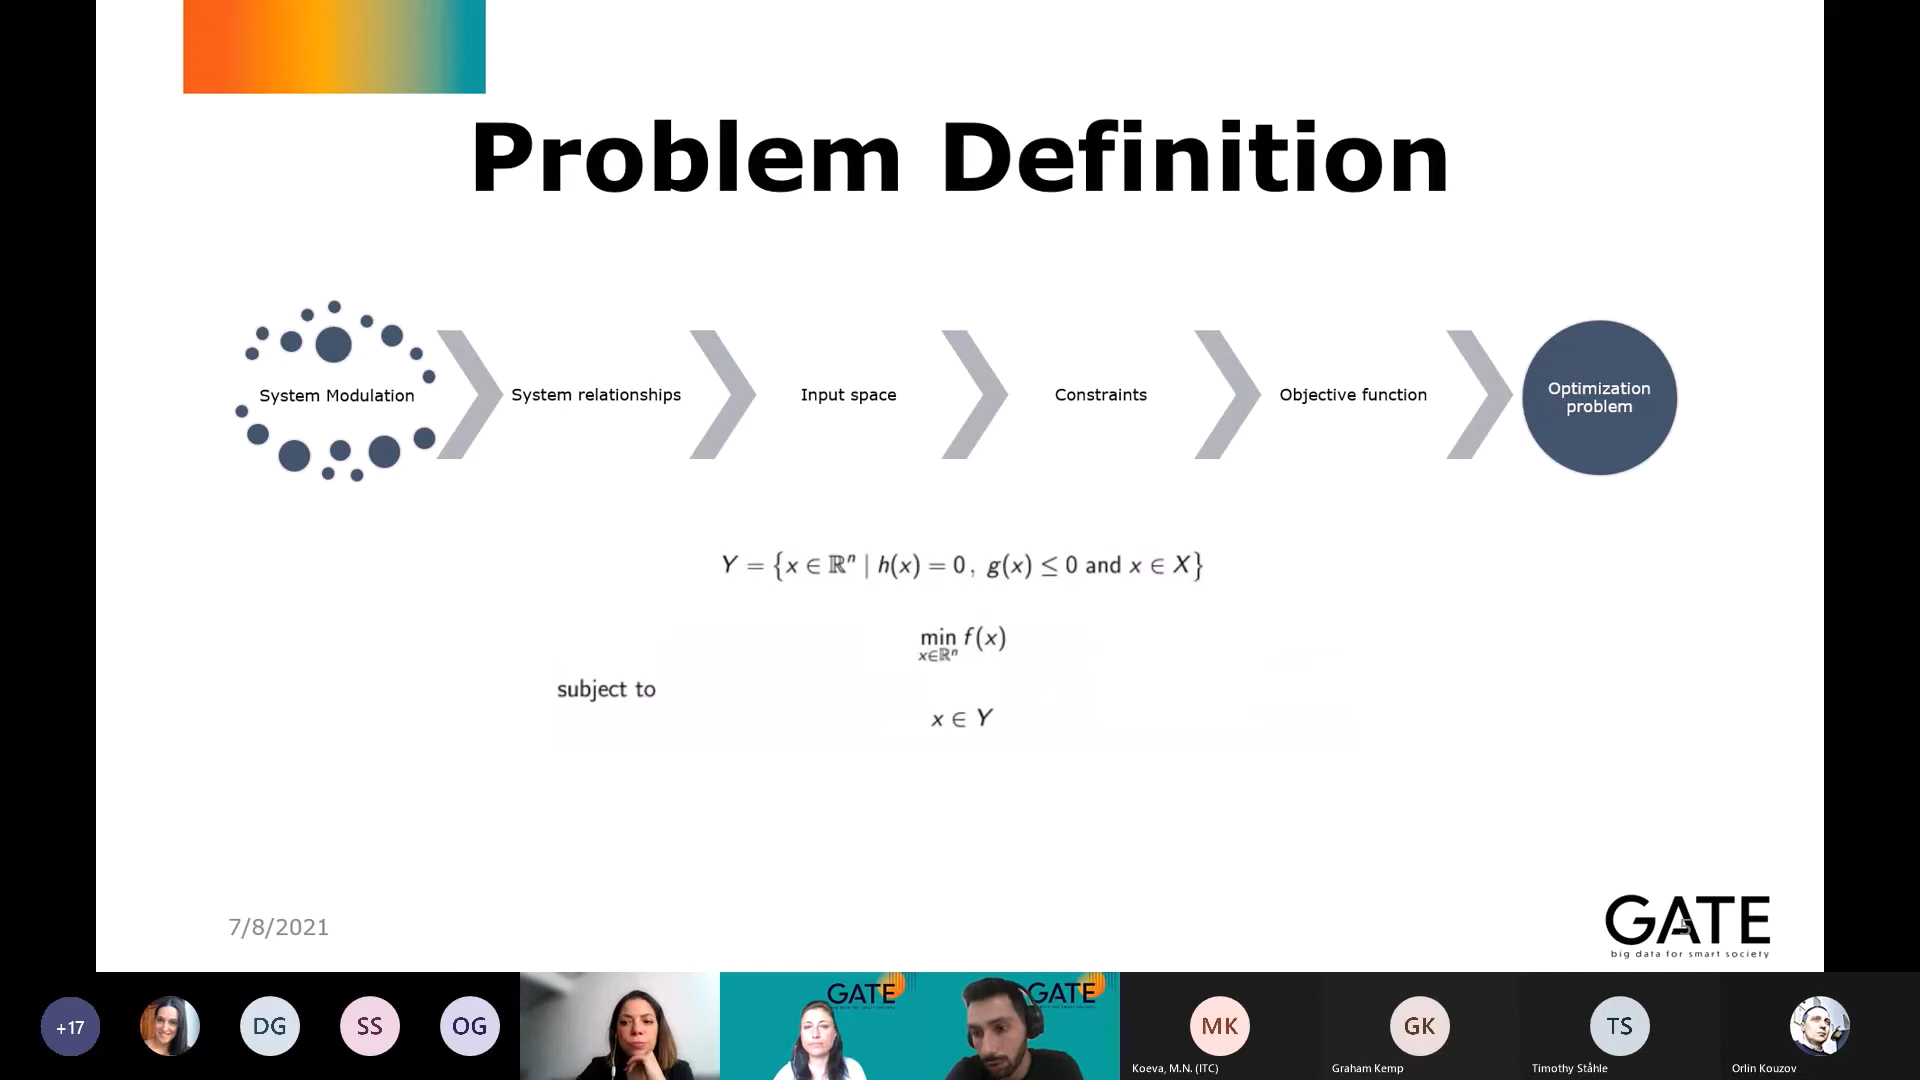 Problem Definition
System Modulation
System relationships
Input space
Constraints
Objective function
Optimization
problem
Y = {x ∈ ℝⁿ | h(x) = 0, g(x) ≤ 0 and x ∈ X}
min f(x)
x∈ℝⁿ
subject to
x ∈ Y
7/8/2021
GATE
5
big data for smart society
+17
DG
SS
OG
GATE
GATE
MK
GK
TS
Koeva, M.N. (ITC)
Graham Kemp
Timothy Ståhle
Orlin Kouzov